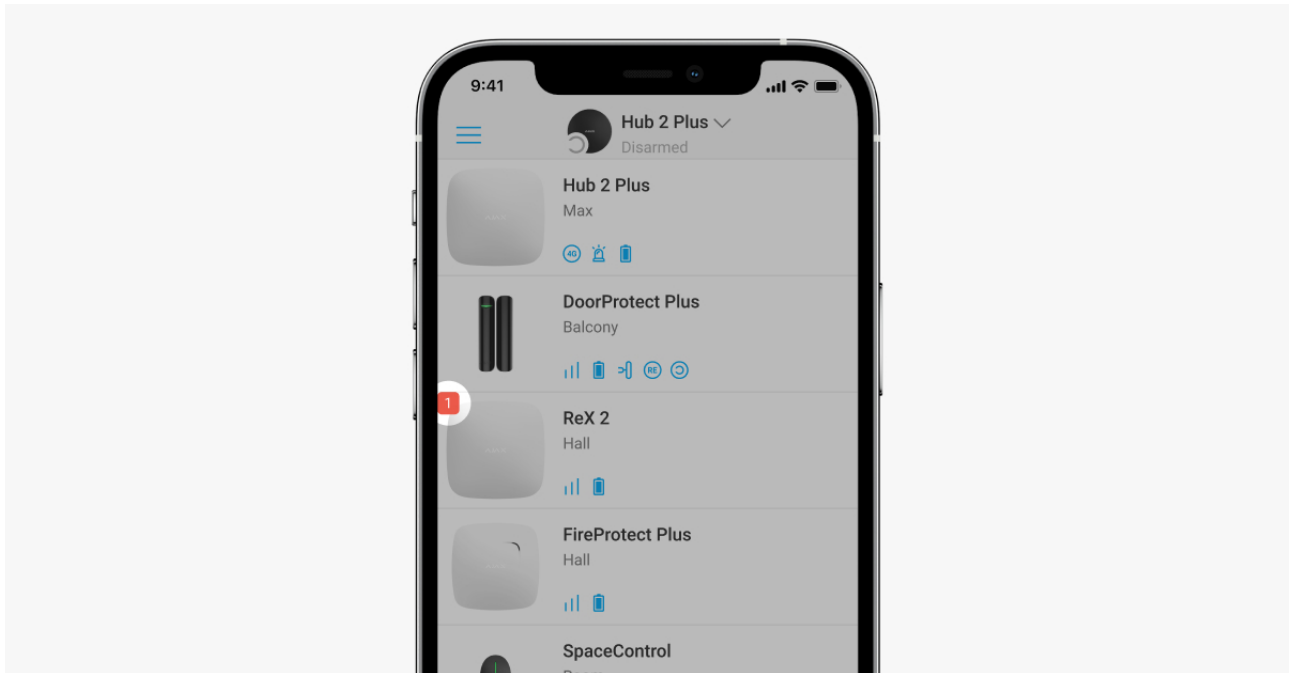 9:41
Hub 2 Plus
Disarmed
Hub 2 Plus
Max
4G
DoorProtect Plus
Balcony
RE
1
ReX 2
Hall
FireProtect Plus
Hall
SpaceControl